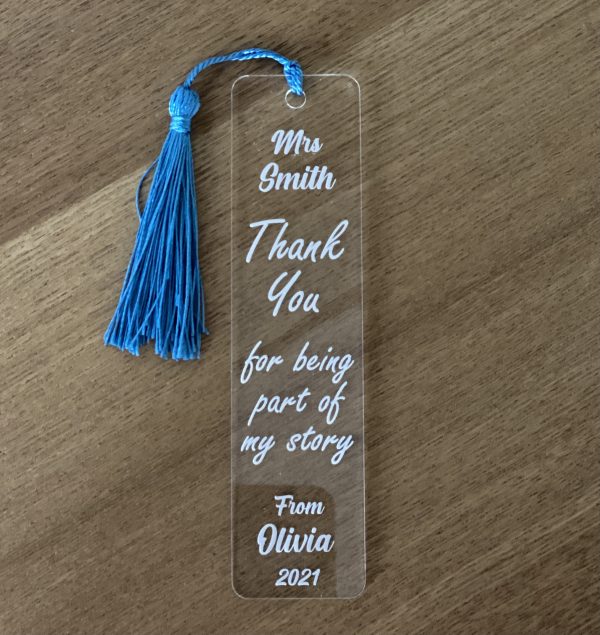 Mrs
Smith
Thank
You
for being
part of
my story
From
Olivia
2021